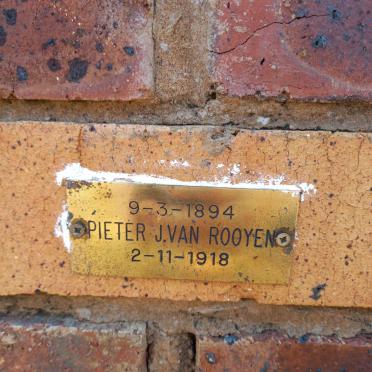 9-3-1894
PIETER J.VAN ROOYEN
2-11-1918